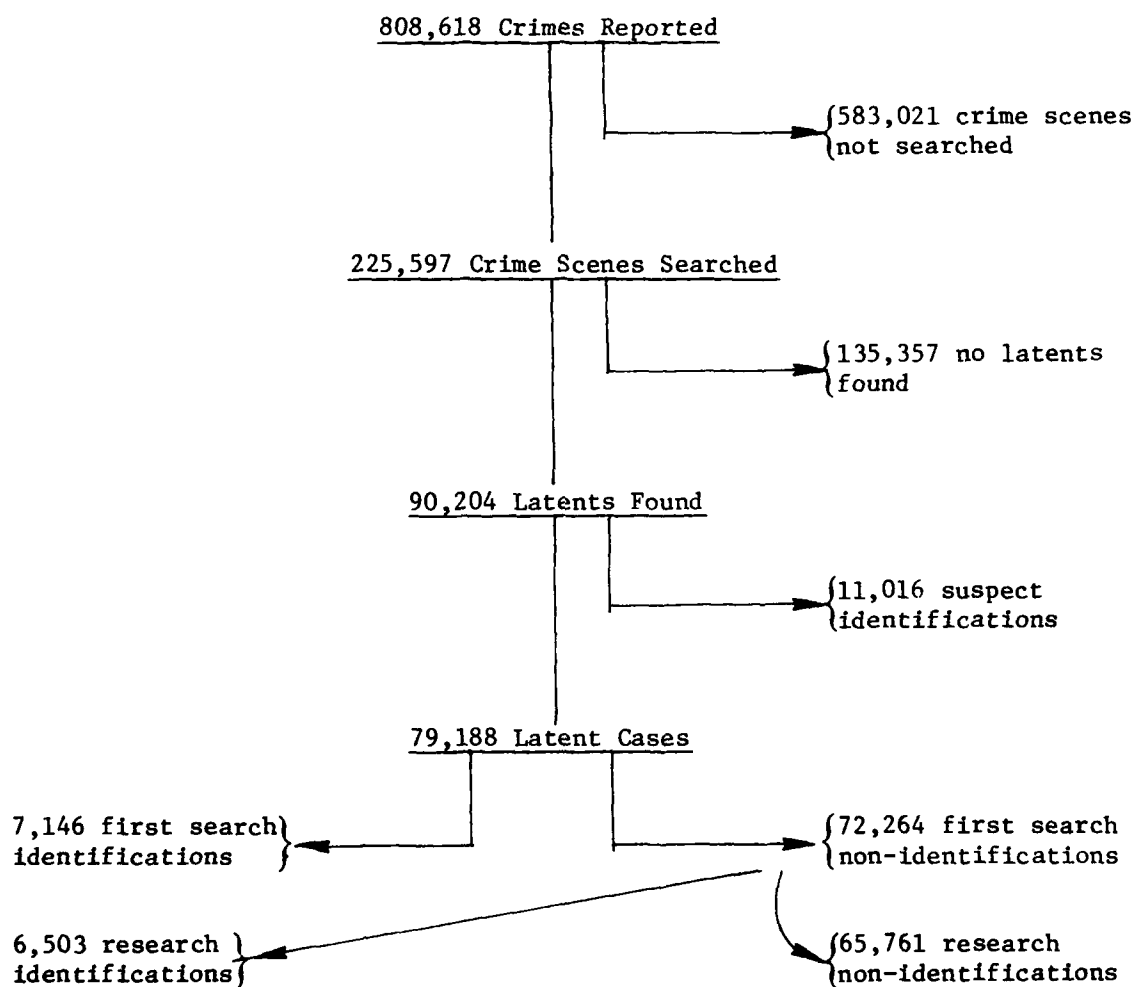 808,618 Crimes Reported
583,021 crime scenes
not searched
225,597 Crime Scenes Searched
135,357 no latents
found
90,204 Latents Found
11,016 suspect
identifications
79,188 Latent Cases
7,146 first search
identifications
72,264 first search
non-identifications
6,503 research
identifications
65,761 research
non-identifications